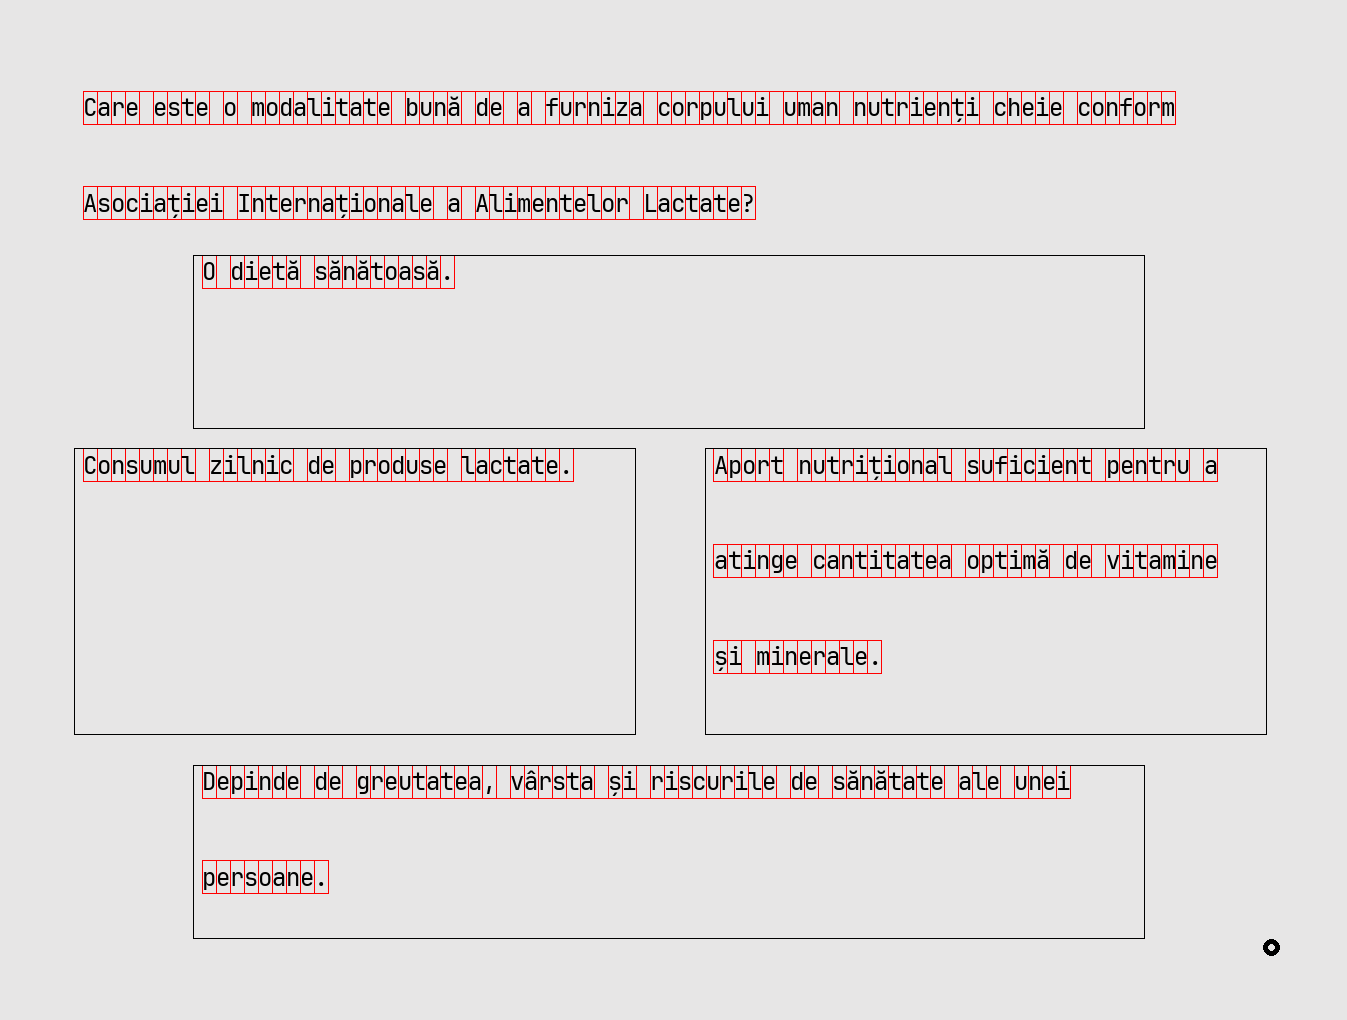 Care este o modalitate bună de a furniza corpului uman nutrienți cheie conform
Asociației Internaționale a Alimentelor Lactate?
O dietă sănătoasă.
Consumul zilnic de produse lactate.
Aport nutrițional suficient pentru a
atinge cantitatea optimă de vitamine
și minerale.
Depinde de greutatea, vârsta și riscurile de sănătate ale unei
persoane.